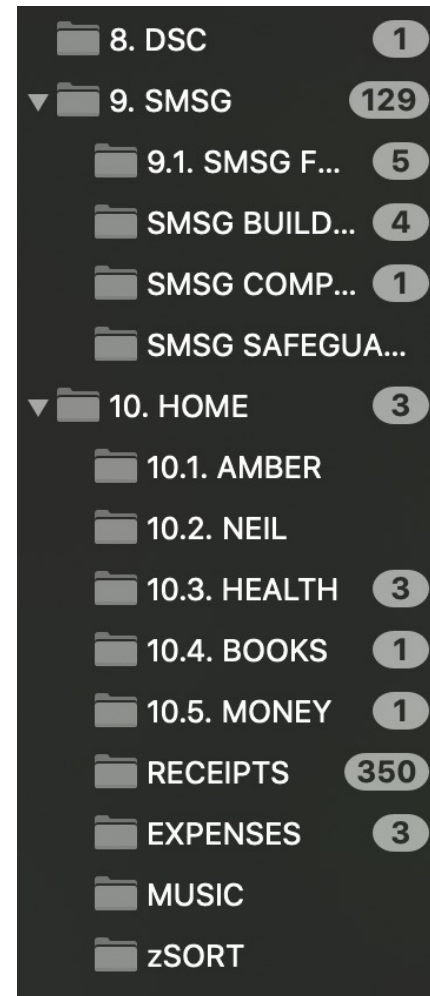 8. DSC 1
9. SMSG 129
9.1. SMSG F... 5
SMSG BUILD... 4
SMSG COMP... 1
SMSG SAFEGUA...
10. HOME 3
10.1. AMBER
10.2. NEIL
10.3. HEALTH 3
10.4. BOOKS 1
10.5. MONEY 1
RECEIPTS 350
EXPENSES 3
MUSIC
zSORT